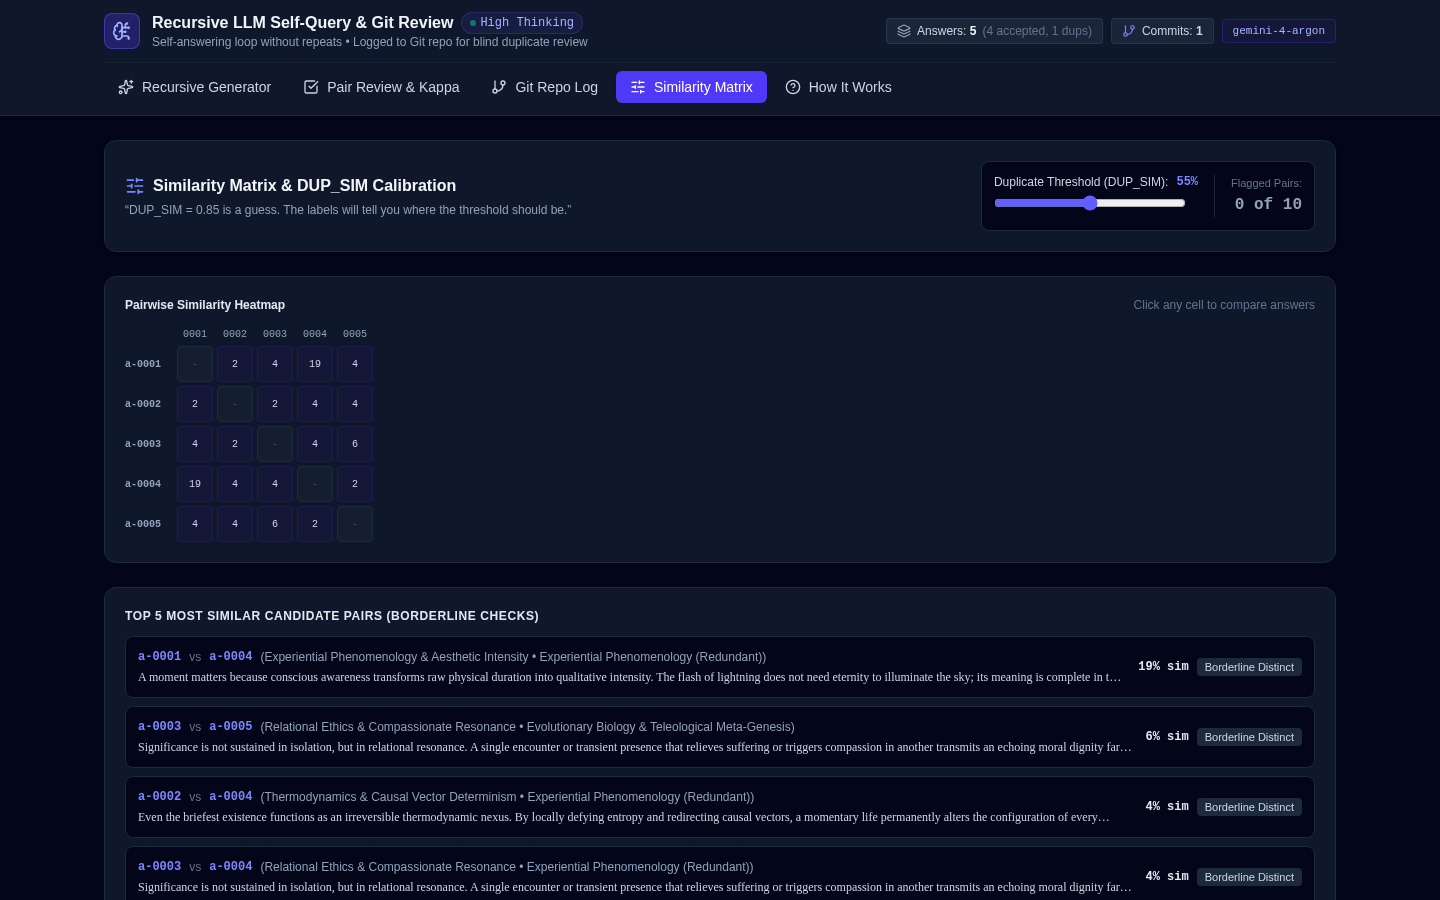 Recursive LLM Self-Query & Git Review High Thinking
Self-answering loop without repeats • Logged to Git repo for blind duplicate review
Answers: 5 (4 accepted, 1 dups) Commits: 1 gemini-4-argon
Recursive Generator Pair Review & Kappa Git Repo Log Similarity Matrix How It Works
Similarity Matrix & DUP_SIM Calibration
“DUP_SIM = 0.85 is a guess. The labels will tell you where the threshold should be.”
Duplicate Threshold (DUP_SIM): 55%
Flagged Pairs:
0 of 10
Pairwise Similarity Heatmap Click any cell to compare answers
0001 0002 0003 0004 0005
a-0001 - 2 4 19 4
a-0002 2 - 2 4 4
a-0003 4 2 - 4 6
a-0004 19 4 4 - 2
a-0005 4 4 6 2 -
TOP 5 MOST SIMILAR CANDIDATE PAIRS (BORDERLINE CHECKS)
a-0001 vs a-0004 (Experiential Phenomenology & Aesthetic Intensity • Experiential Phenomenology (Redundant))
A moment matters because conscious awareness transforms raw physical duration into qualitative intensity. The flash of lightning does not need eternity to illuminate the sky; its meaning is complete in t…
19% sim Borderline Distinct
a-0003 vs a-0005 (Relational Ethics & Compassionate Resonance • Evolutionary Biology & Teleological Meta-Genesis)
Significance is not sustained in isolation, but in relational resonance. A single encounter or transient presence that relieves suffering or triggers compassion in another transmits an echoing moral dignity far…
6% sim Borderline Distinct
a-0002 vs a-0004 (Thermodynamics & Causal Vector Determinism • Experiential Phenomenology (Redundant))
Even the briefest existence functions as an irreversible thermodynamic nexus. By locally defying entropy and redirecting causal vectors, a momentary life permanently alters the configuration of every…
4% sim Borderline Distinct
a-0003 vs a-0004 (Relational Ethics & Compassionate Resonance • Experiential Phenomenology (Redundant))
Significance is not sustained in isolation, but in relational resonance. A single encounter or transient presence that relieves suffering or triggers compassion in another transmits an echoing moral dignity far…
4% sim Borderline Distinct